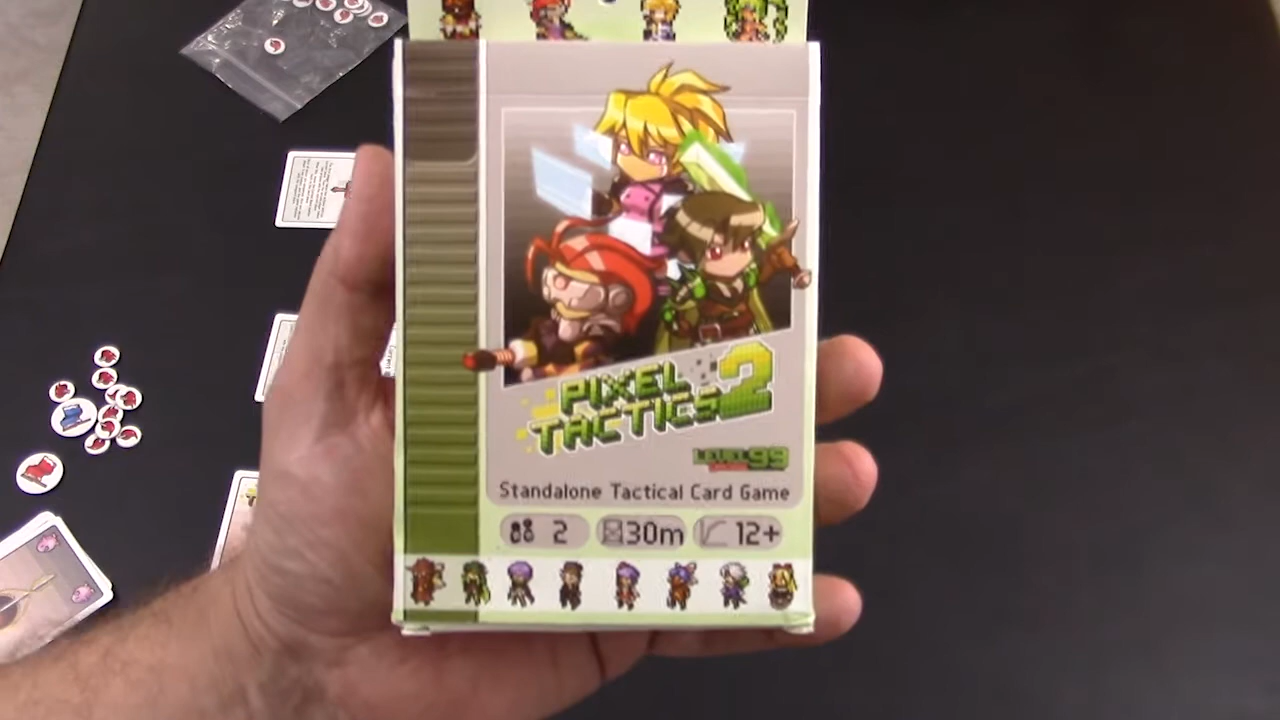 PIXEL
TACTICS 2
LEVEL 99
Standalone Tactical Card Game
2 30m 12+